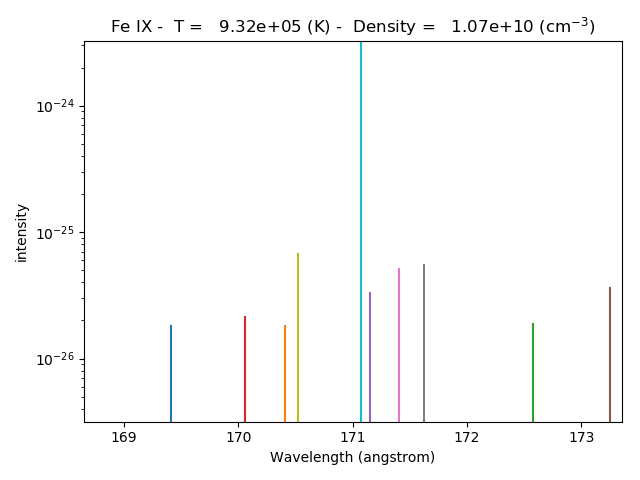 Fe IX -  T =   9.32e+05 (K) -  Density =   1.07e+10 (cm⁻³)
intensity
10⁻²⁴
10⁻²⁵
10⁻²⁶
169 170 171 172 173
Wavelength (angstrom)